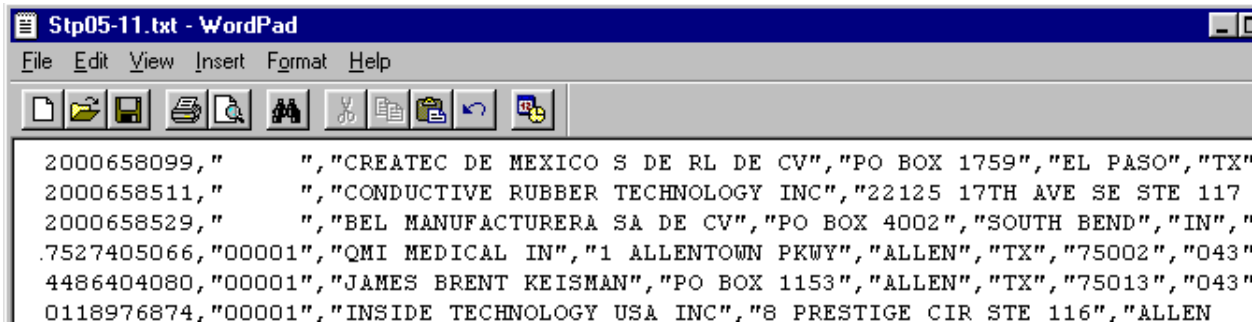 Stp05-11.txt - WordPad
File Edit View Insert Format Help
2000658099,"      ","CREATEC DE MEXICO S DE RL DE CV","PO BOX 1759","EL PASO","TX"
2000658511,"      ","CONDUCTIVE RUBBER TECHNOLOGY INC","22125 17TH AVE SE STE 117
2000658529,"      ","BEL MANUFACTURERA SA DE CV","PO BOX 4002","SOUTH BEND","IN","
.7527405066,"00001","QMI MEDICAL IN","1 ALLENTOWN PKWY","ALLEN","TX","75002","043"
4486404080,"00001","JAMES BRENT KEISMAN","PO BOX 1153","ALLEN","TX","75013","043"
0118976874,"00001","INSIDE TECHNOLOGY USA INC","8 PRESTIGE CIR STE 116","ALLEN